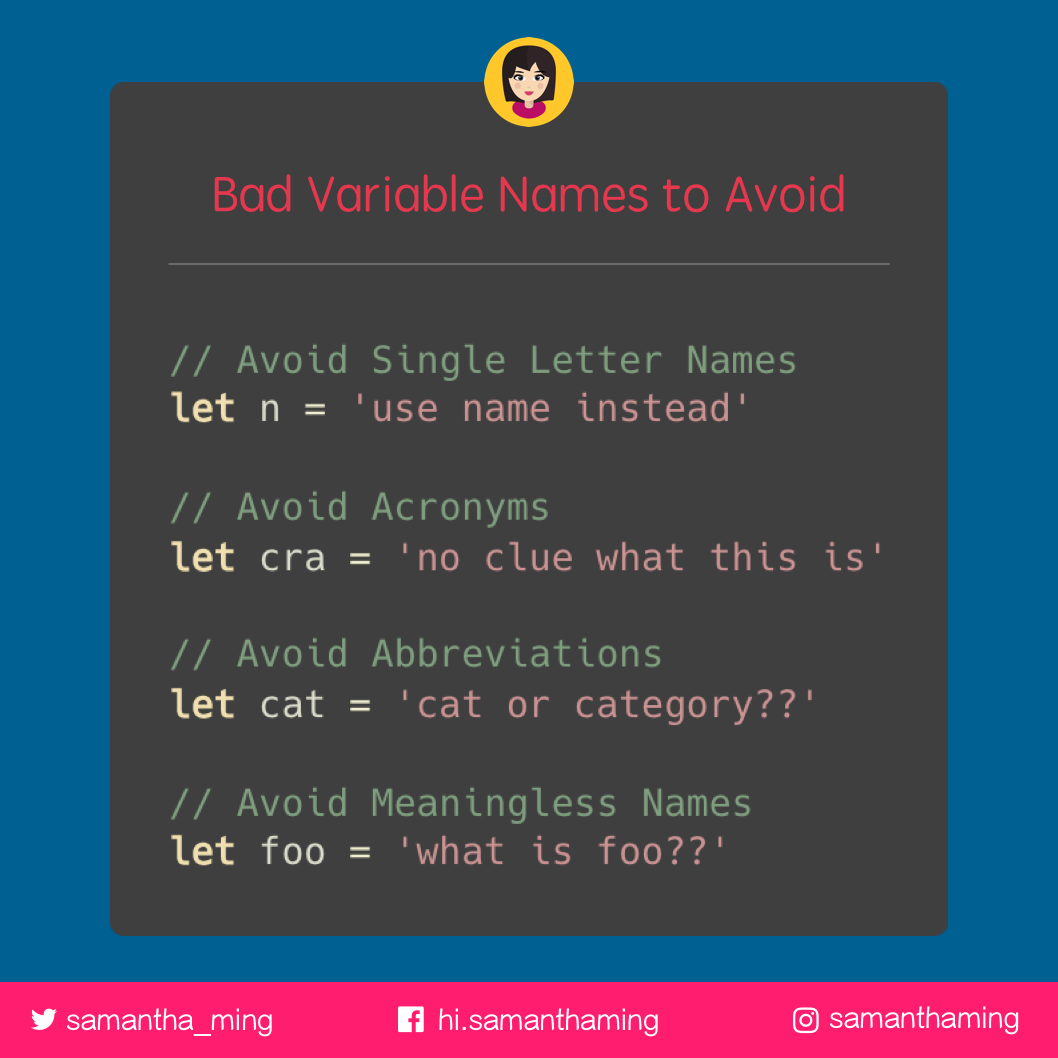 Bad Variable Names to Avoid
// Avoid Single Letter Names
let n = 'use name instead'
// Avoid Acronyms
let cra = 'no clue what this is'
// Avoid Abbreviations
let cat = 'cat or category??'
// Avoid Meaningless Names
let foo = 'what is foo??'
samantha_ming
hi.samanthaming
samanthaming